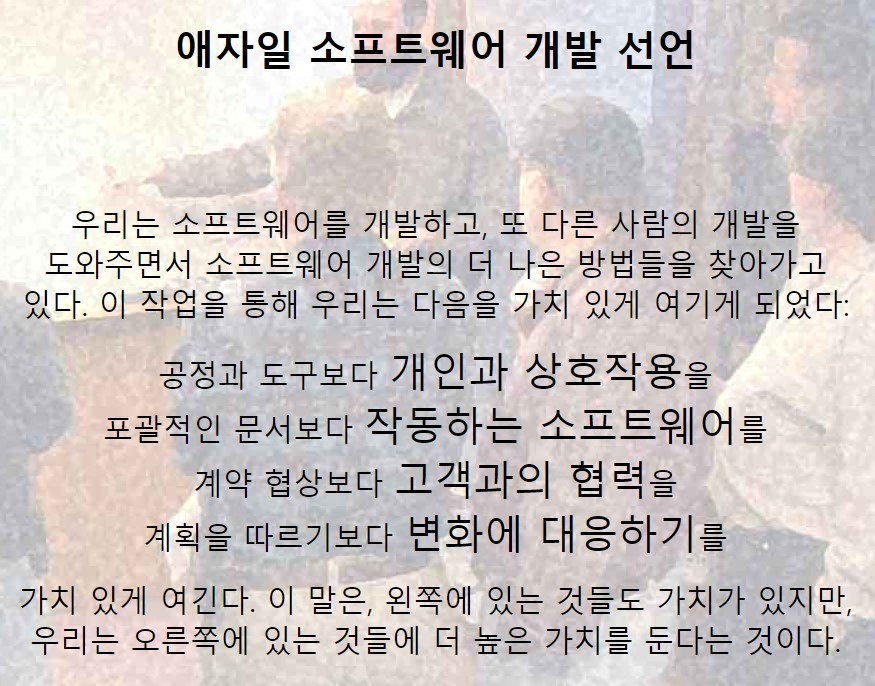 애자일 소프트웨어 개발 선언
우리는 소프트웨어를 개발하고, 또 다른 사람의 개발을
도와주면서 소프트웨어 개발의 더 나은 방법들을 찾아가고
있다. 이 작업을 통해 우리는 다음을 가치 있게 여기게 되었다:
공정과 도구보다 개인과 상호작용을
포괄적인 문서보다 작동하는 소프트웨어를
계약 협상보다 고객과의 협력을
계획을 따르기보다 변화에 대응하기를
가치 있게 여긴다. 이 말은, 왼쪽에 있는 것들도 가치가 있지만,
우리는 오른쪽에 있는 것들에 더 높은 가치를 둔다는 것이다.